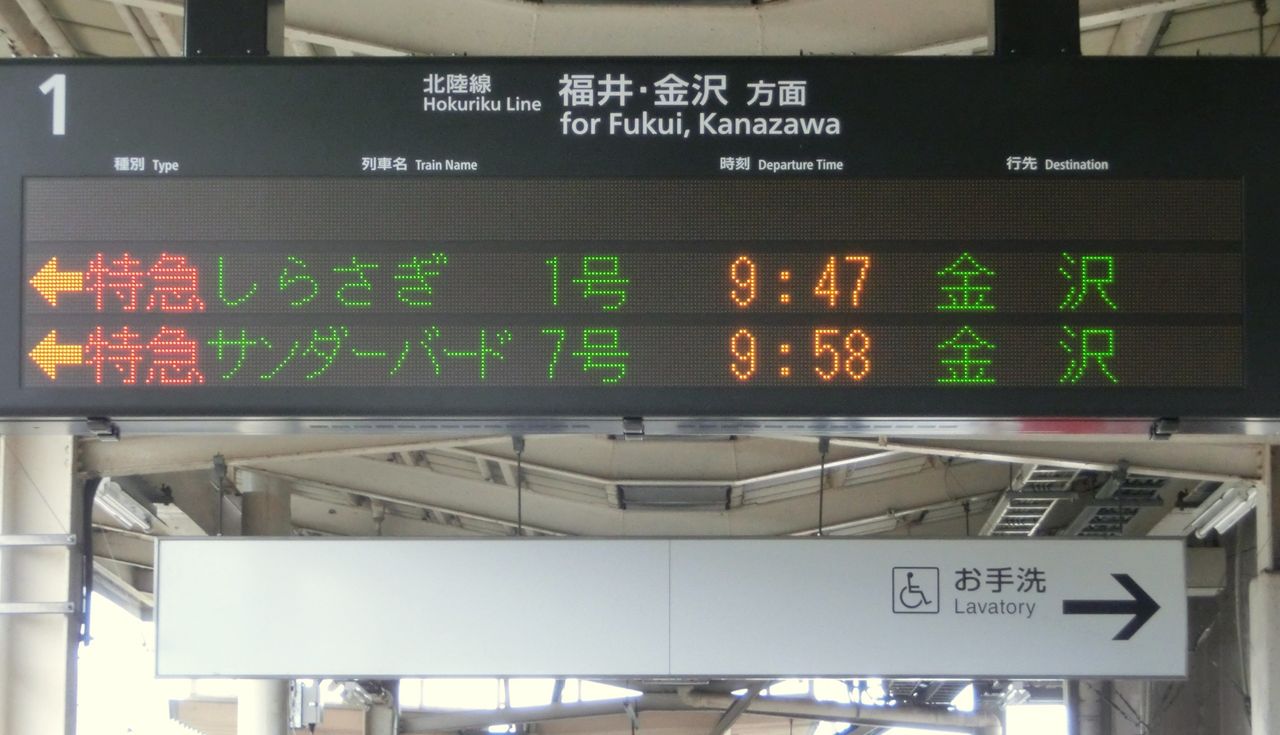 1
北陸線 福井・金沢 方面
Hokuriku Line for Fukui, Kanazawa
種別 Type 列車名 Train Name 時刻 Departure Time 行先 Destination
特急 しらさぎ 1号 9:47 金沢
特急 サンダーバード 7号 9:58 金沢
お手洗
Lavatory